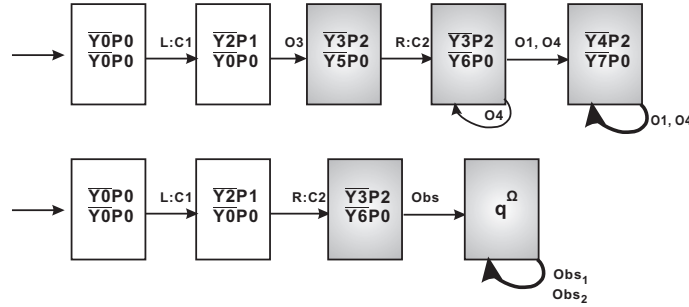 Y0P0 L:C1 Y2P1 O3 Y3P2 R:C2 Y3P2 O1, O4 Y4P2
Y0P0 Y0P0 Y5P0 Y6P0 Y7P0
O4 O1, O4
Y0P0 L:C1 Y2P1 R:C2 Y3P2 Obs q^Ω
Y0P0 Y0P0 Y6P0
Obs₁
Obs₂